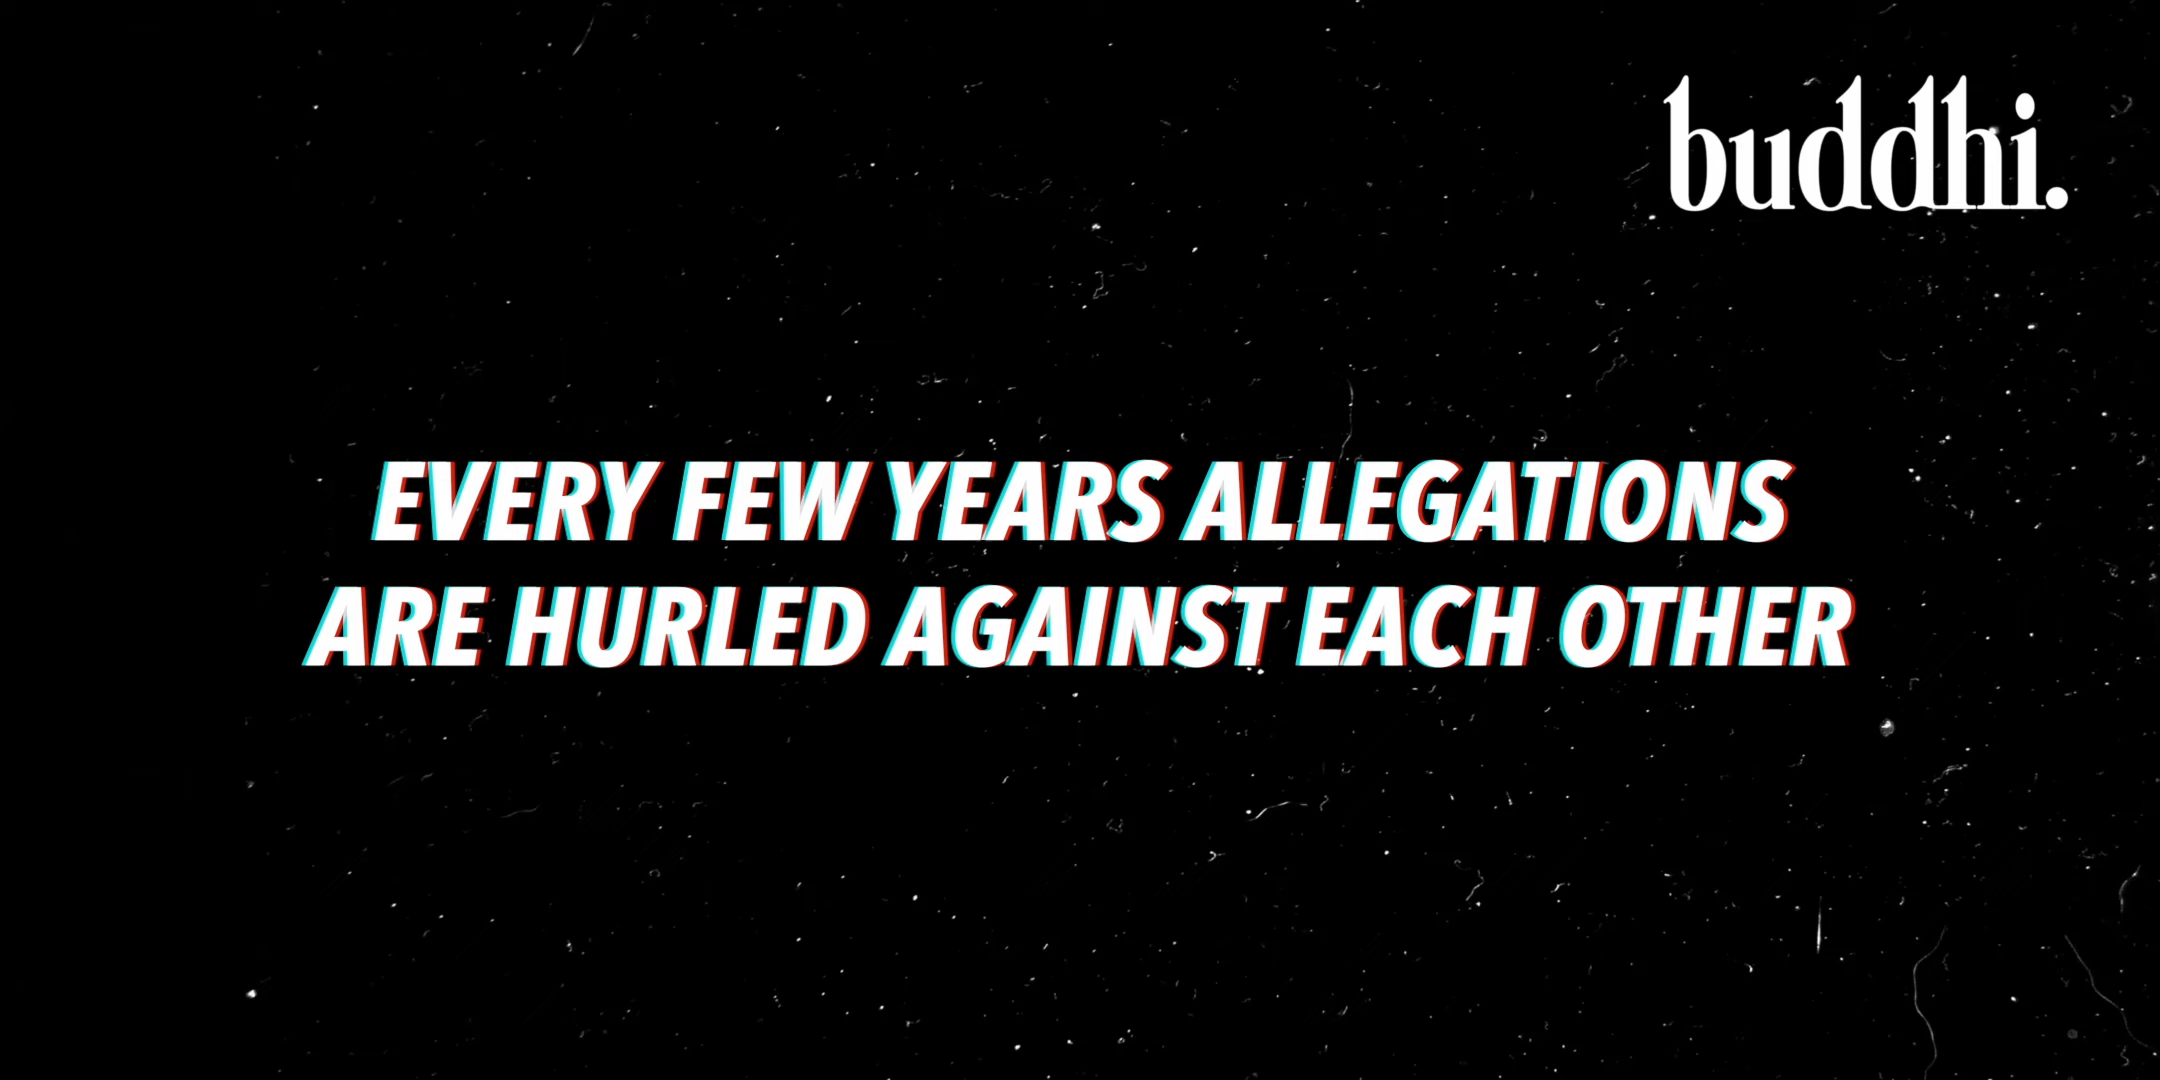 buddhi.
EVERY FEW YEARS ALLEGATIONS
ARE HURLED AGAINST EACH OTHER